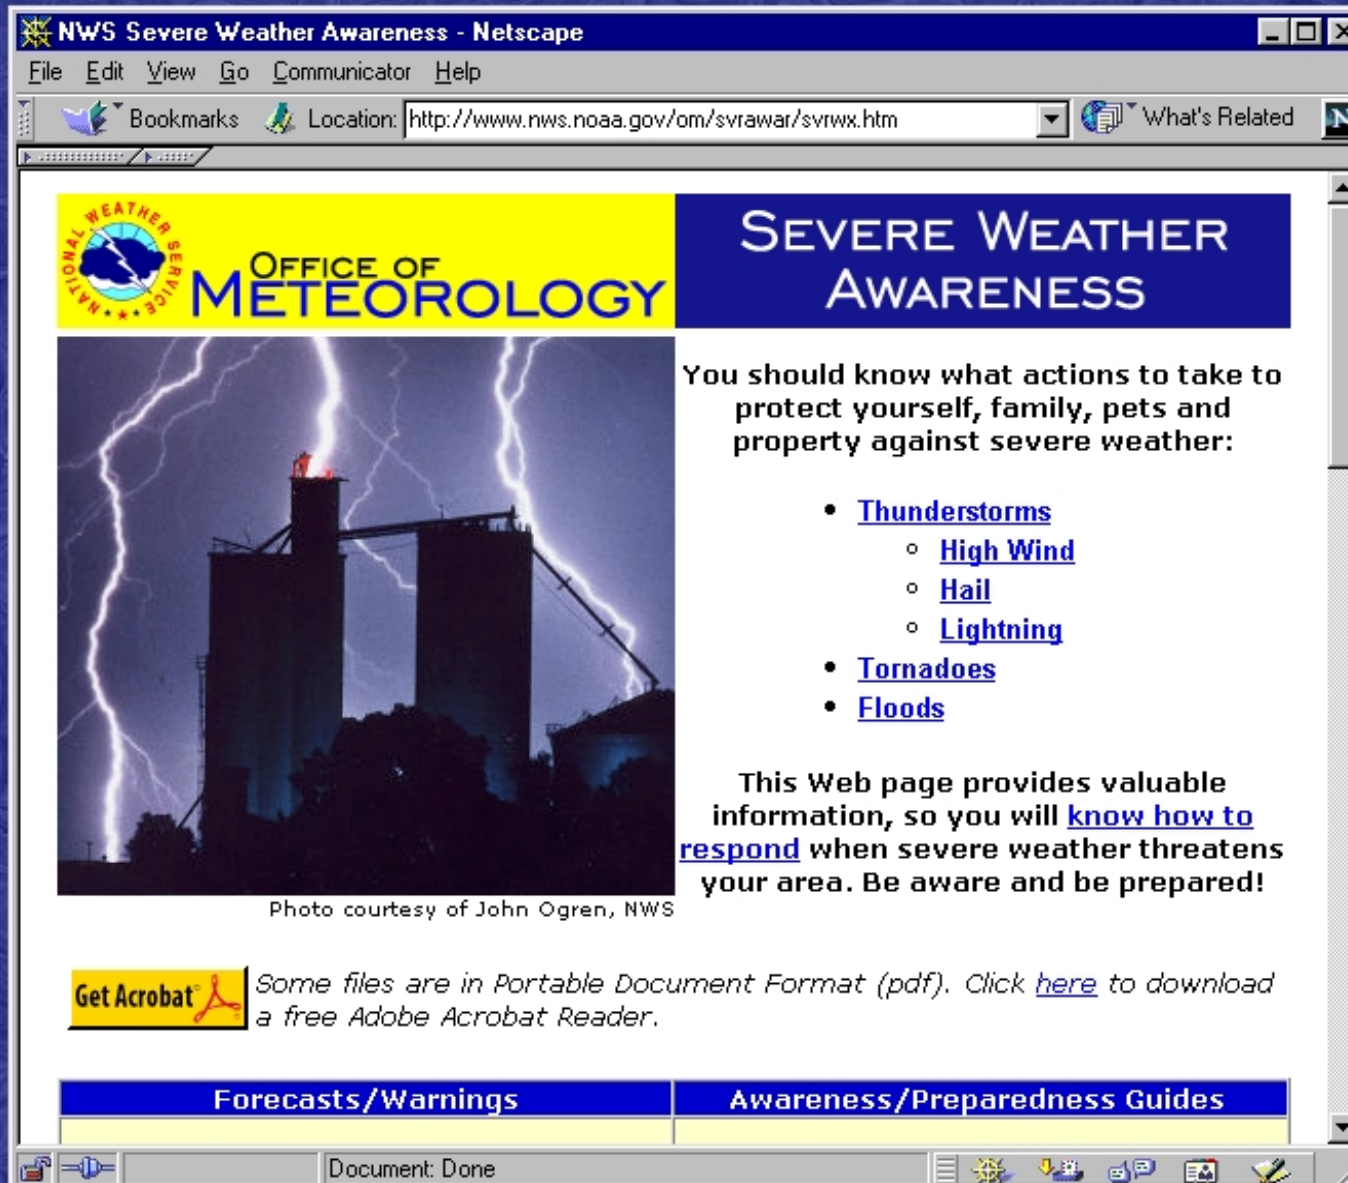 NWS Severe Weather Awareness - Netscape
File Edit View Go Communicator Help
Bookmarks Location: http://www.nws.noaa.gov/om/svrawar/svrwx.htm What's Related N
NATIONAL WEATHER SERVICE
OFFICE OF
METEOROLOGY
SEVERE WEATHER
AWARENESS
You should know what actions to take to
protect yourself, family, pets and
property against severe weather:
Thunderstorms
High Wind
Hail
Lightning
Tornadoes
Floods
This Web page provides valuable
information, so you will know how to
respond when severe weather threatens
your area. Be aware and be prepared!
Photo courtesy of John Ogren, NWS
Get Acrobat
Some files are in Portable Document Format (pdf). Click here to download
a free Adobe Acrobat Reader.
Forecasts/Warnings Awareness/Preparedness Guides
Document: Done